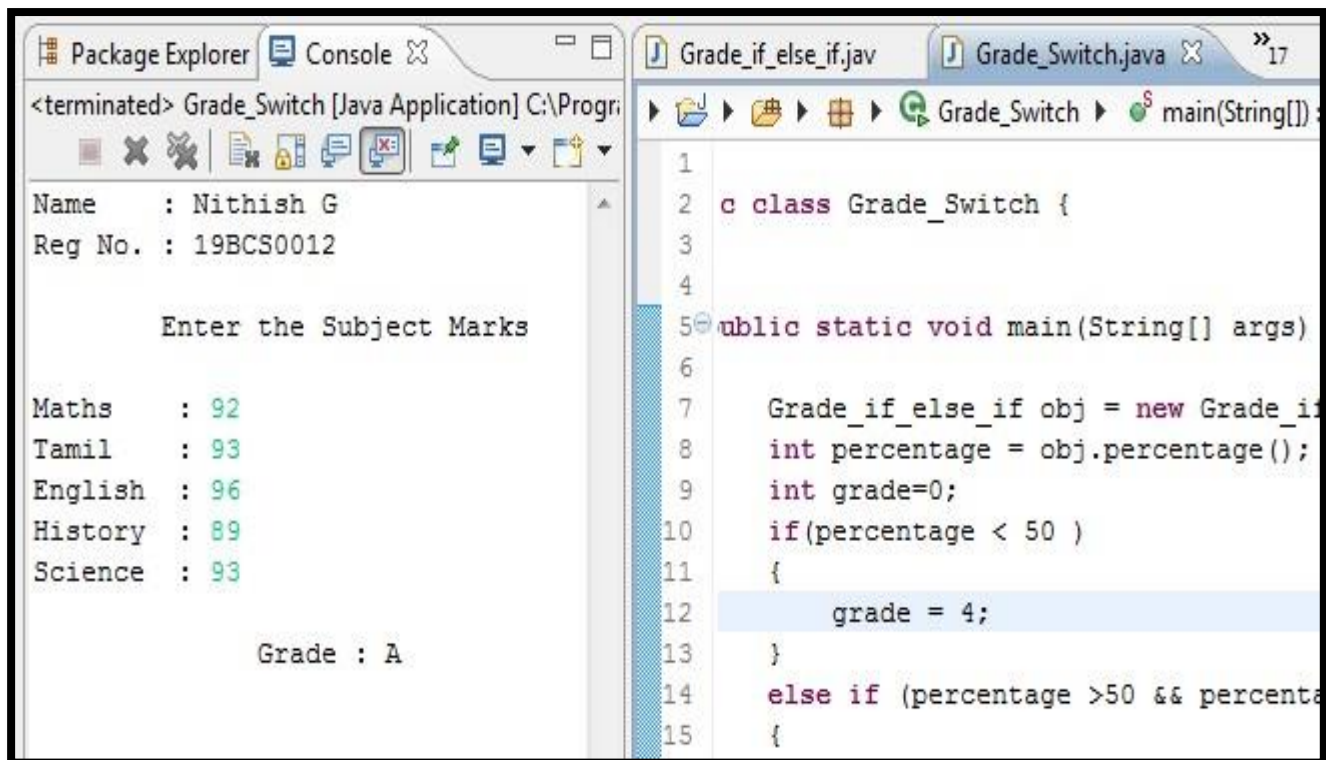 Package Explorer Console
<terminated> Grade_Switch [Java Application] C:\Progr
Name : Nithish G
Reg No. : 19BCS0012
Enter the Subject Marks
Maths : 92
Tamil : 93
English : 96
History : 89
Science : 93
Grade : A
Grade_if_else_if.jav Grade_Switch.java »17
Grade_Switch main(String[]) :
1
2 c class Grade_Switch {
3
4
5 ublic static void main(String[] args)
6
7 Grade_if_else_if obj = new Grade_if
8 int percentage = obj.percentage();
9 int grade=0;
10 if(percentage < 50 )
11 {
12 grade = 4;
13 }
14 else if (percentage >50 && percenta
15 {